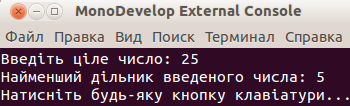 MonoDevelop External Console
Файл Правка Вид Поиск Терминал Справка
Введіть ціле число: 25
Найменший дільник введеного числа: 5
Натисніть будь-яку кнопку клавіатури...